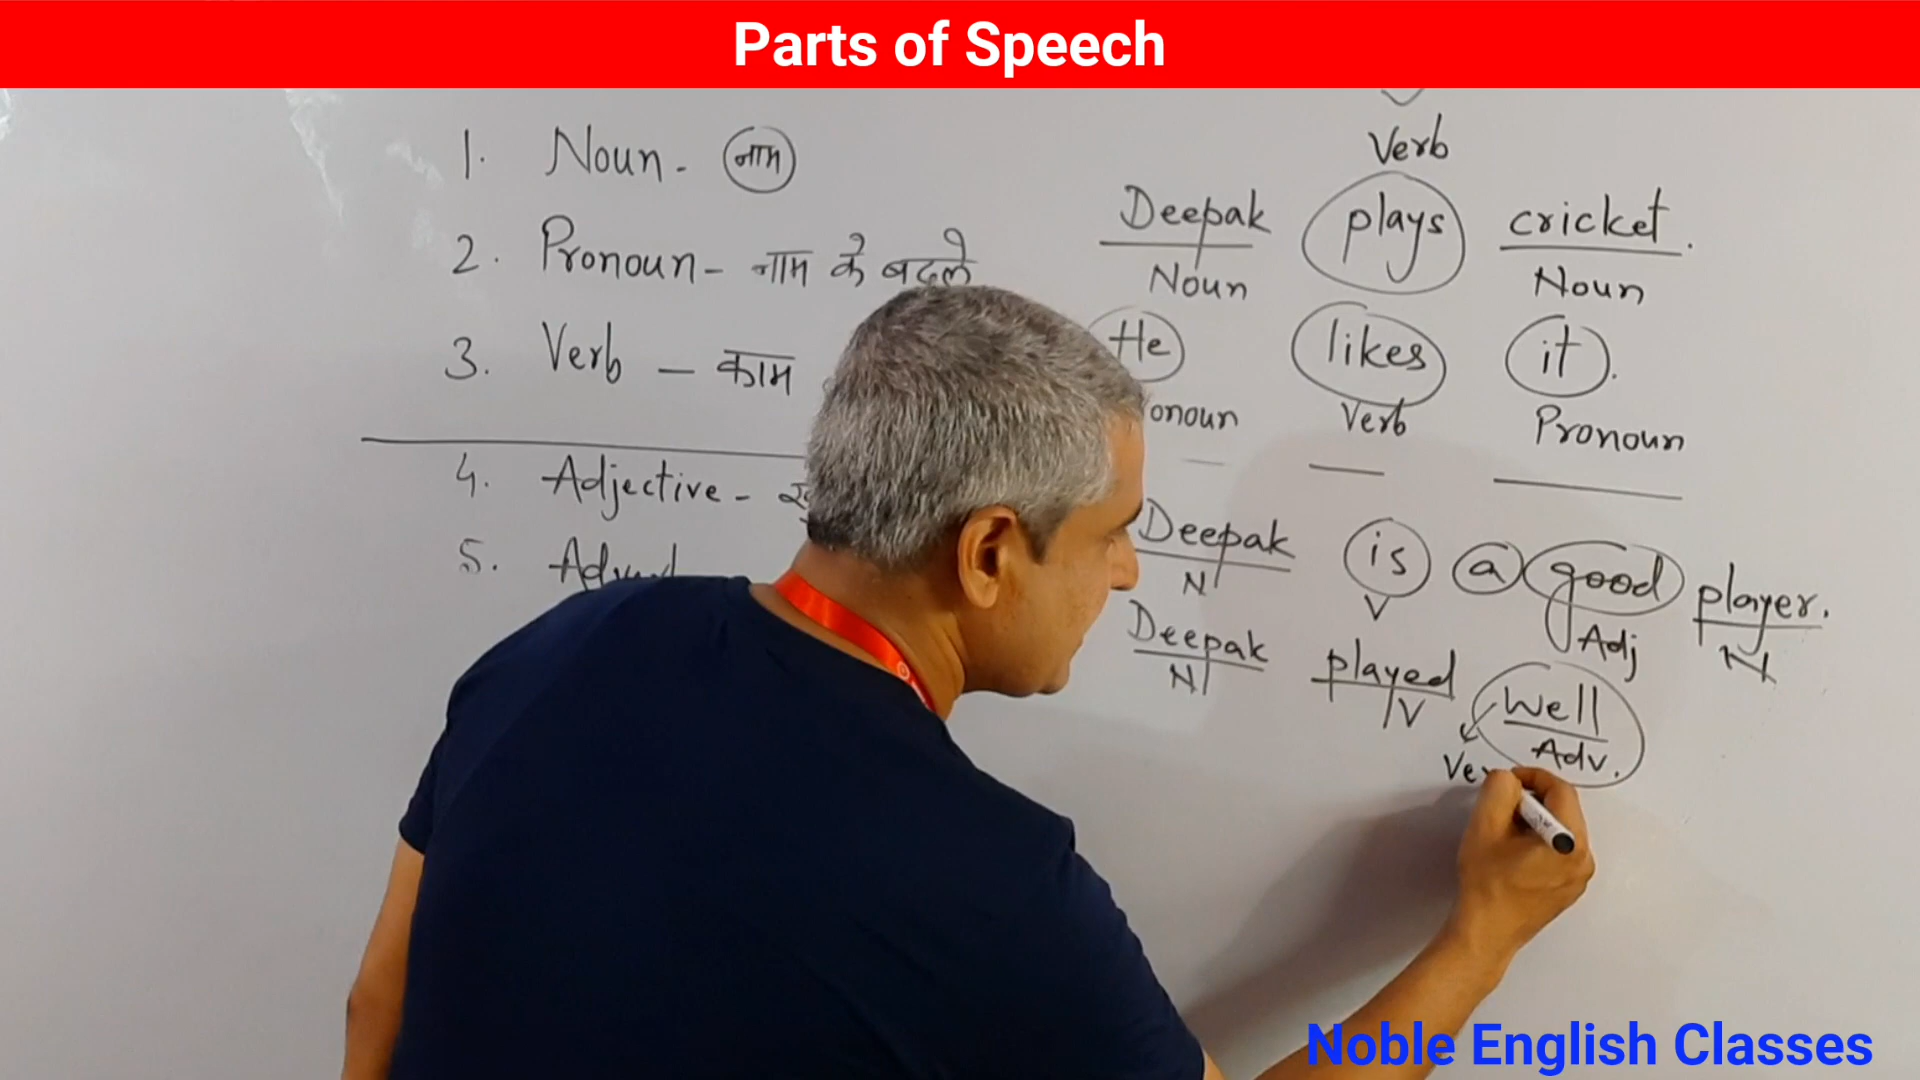 Parts of Speech
1. Noun - नाम
2. Pronoun - नाम के बदले
3. Verb - काम
4. Adjective -
5.
Verb
Deepak plays cricket.
Noun Noun
He likes it.
Verb Pronoun
Deepak is a good player.
N V Adj N
Deepak played Well
N V Adv.
Noble English Classes